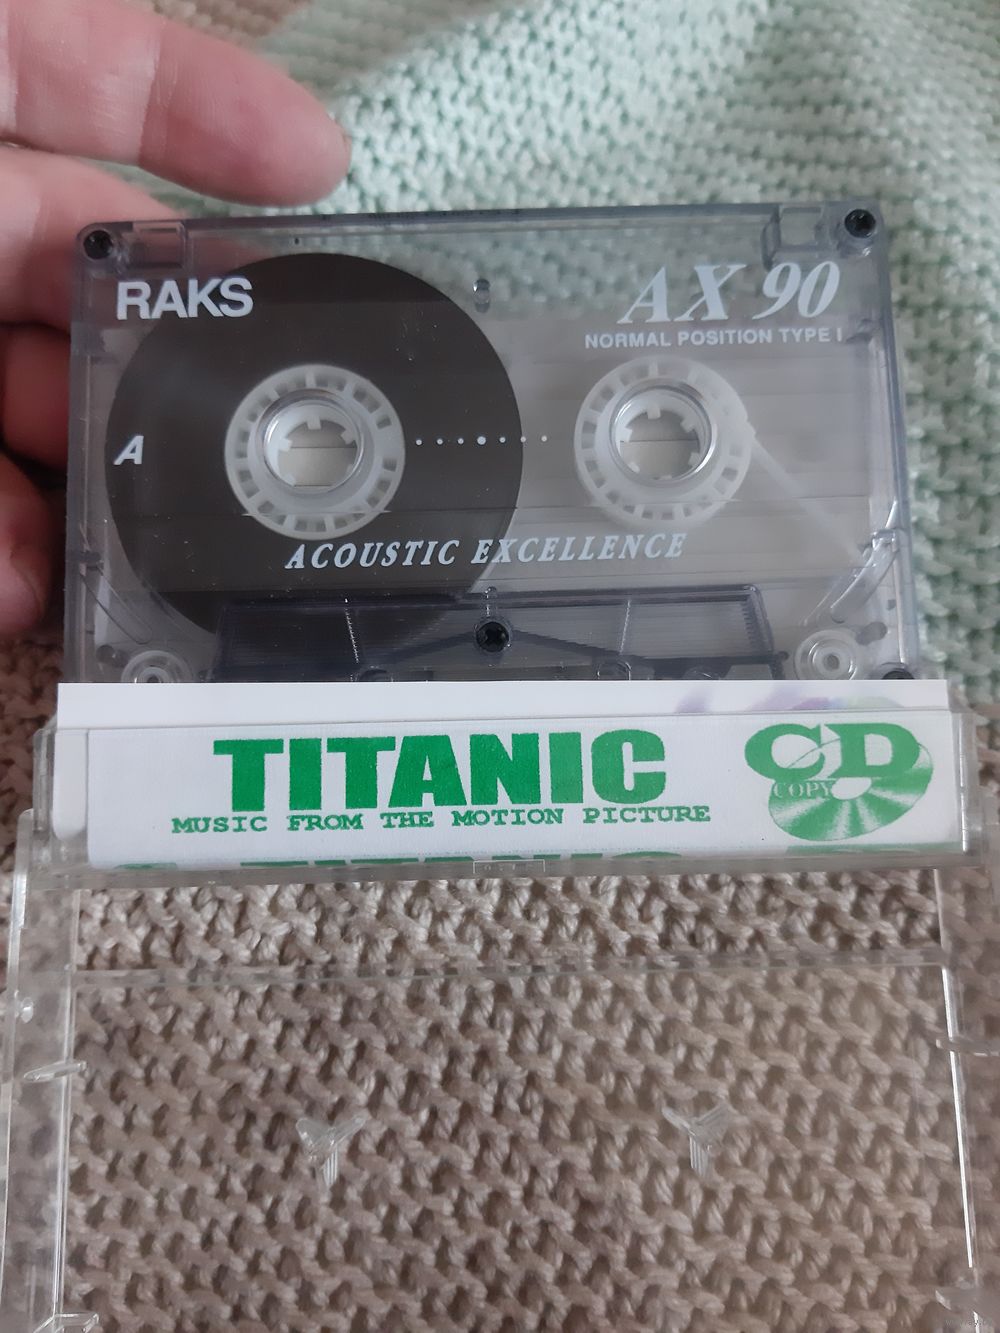 RAKS
AX 90
NORMAL POSITION TYPE I
A
ACOUSTIC EXCELLENCE
TITANIC
MUSIC FROM THE MOTION PICTURE
CD
COPY